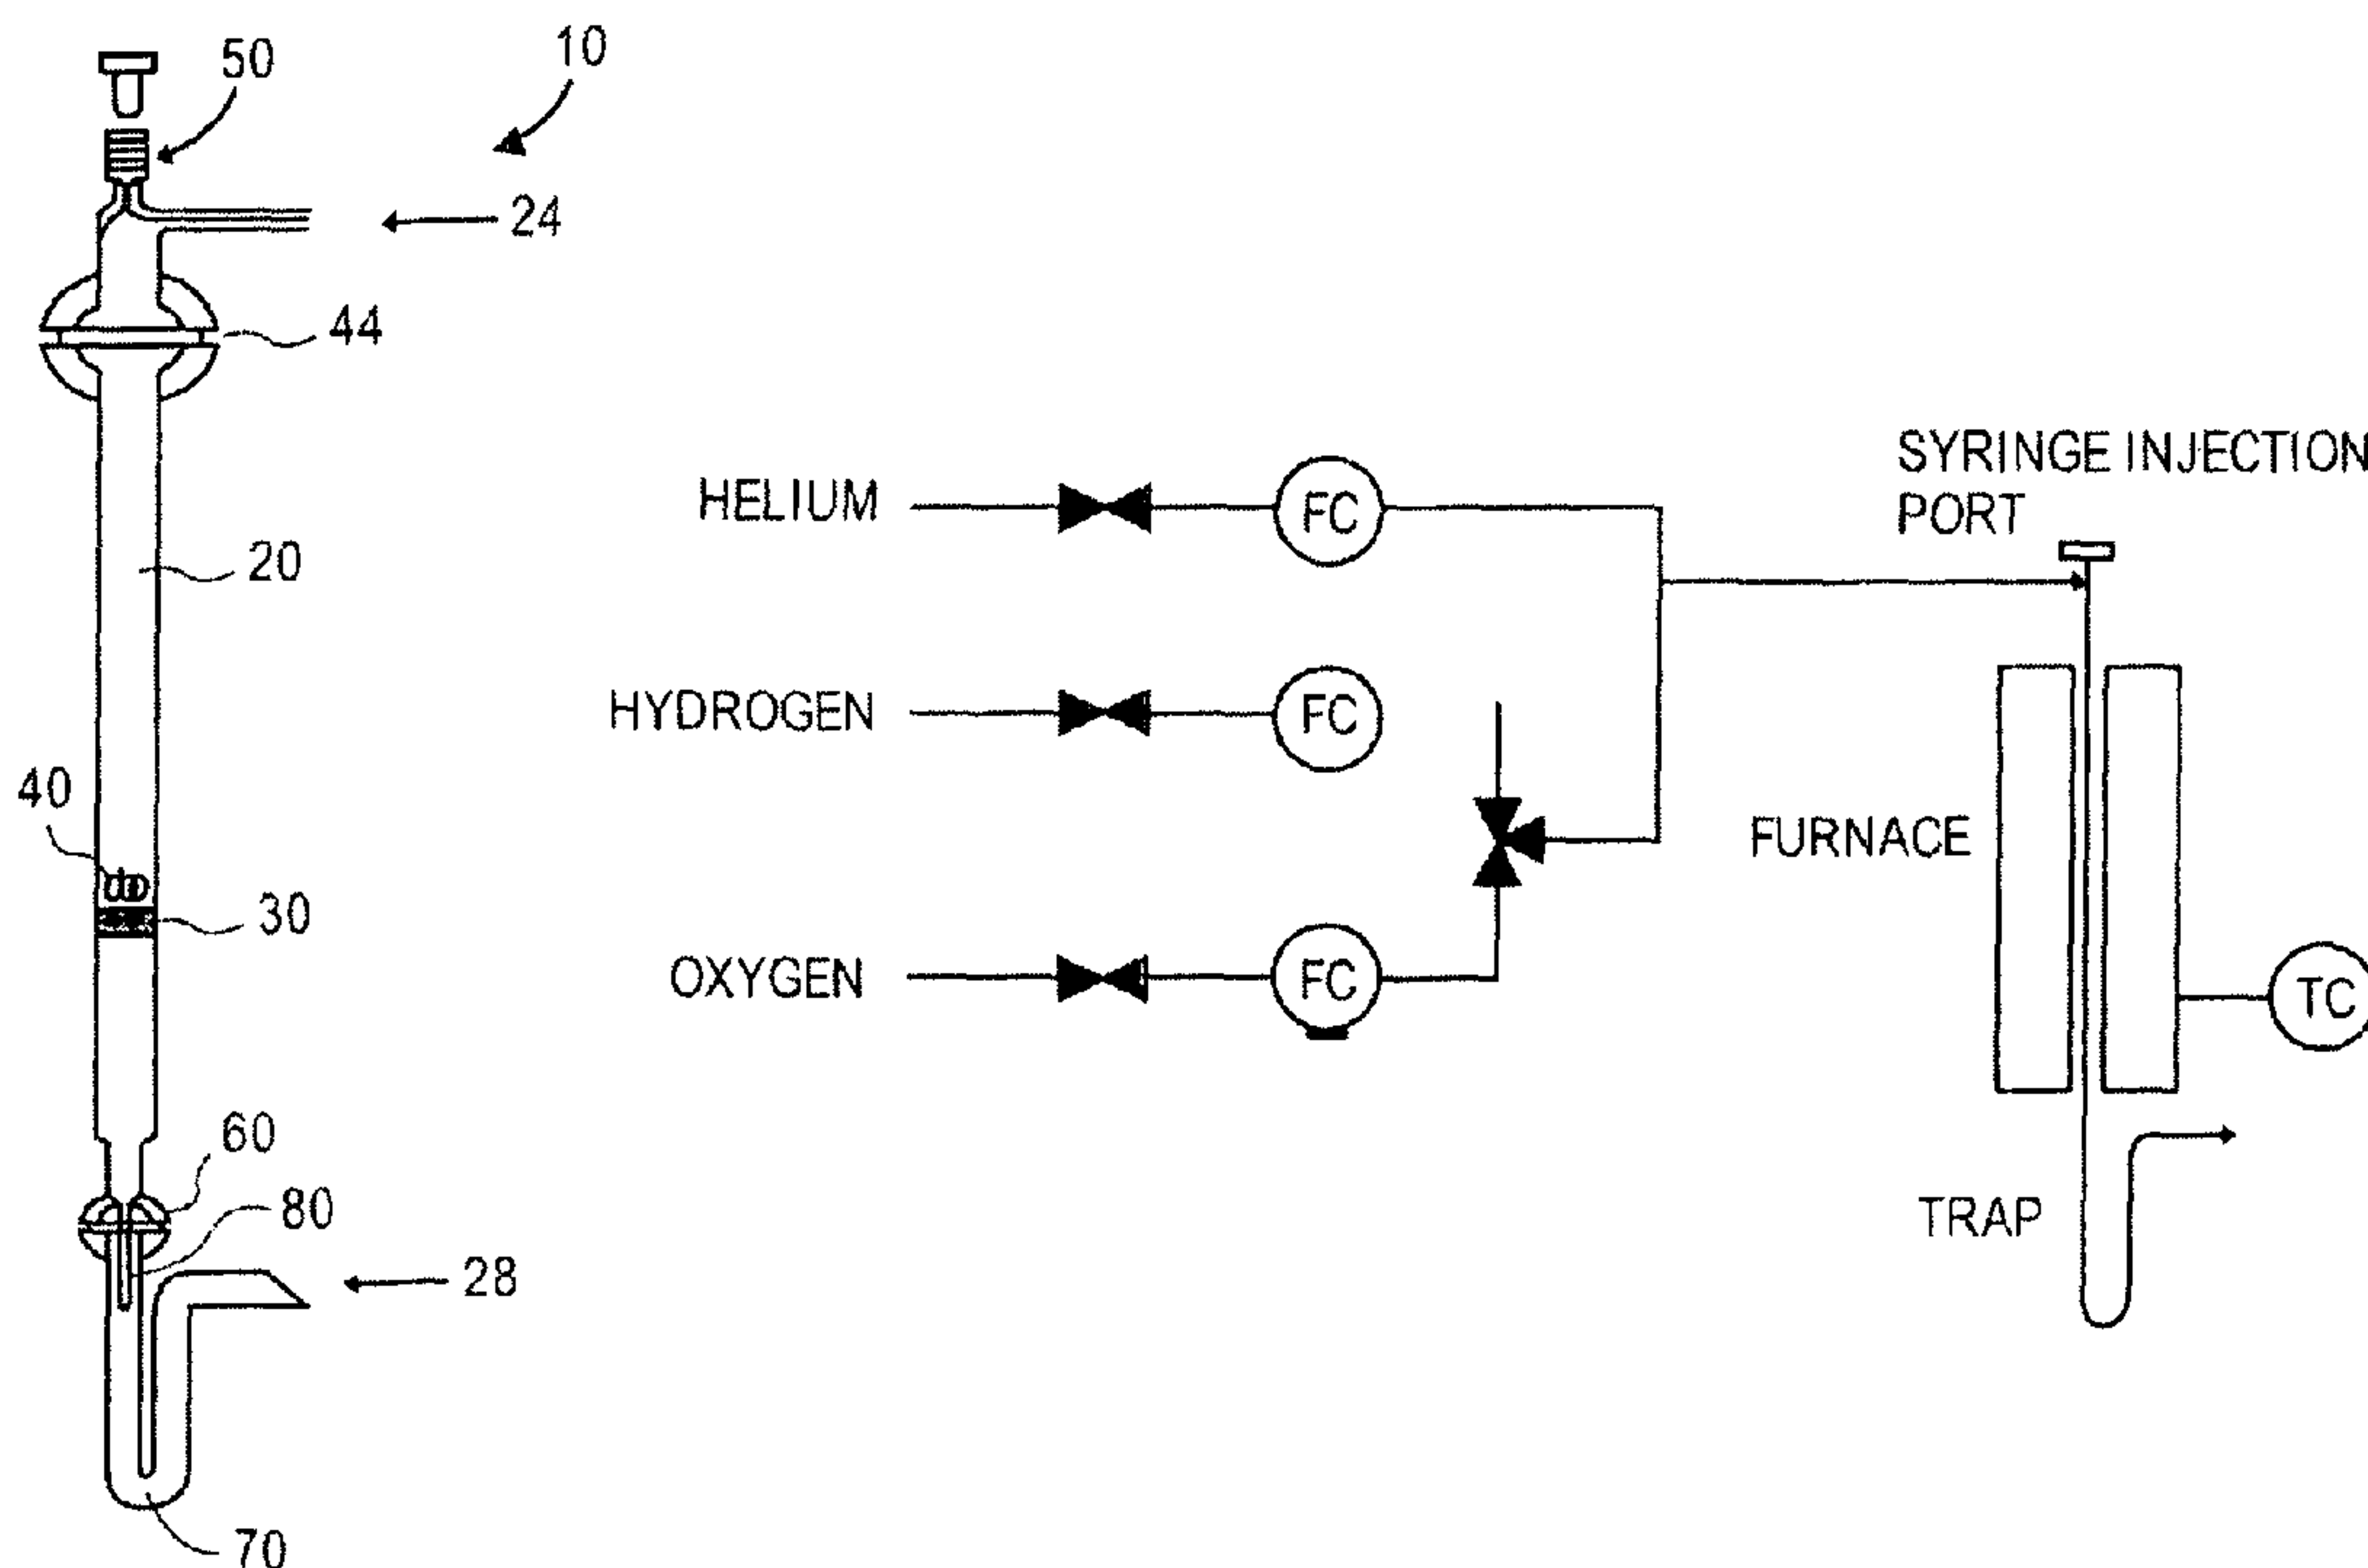 50
10
24
44
20
40
30
60
80
28
70
HELIUM
FC
HYDROGEN
FC
OXYGEN
FC
SYRINGE INJECTION
PORT
FURNACE
TC
TRAP